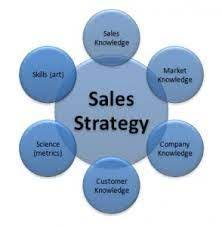 Sales
Knowledge
Skills (art)
Market
Knowledge
Sales
Strategy
Science
(metrics)
Company
Knowledge
Customer
Knowledge